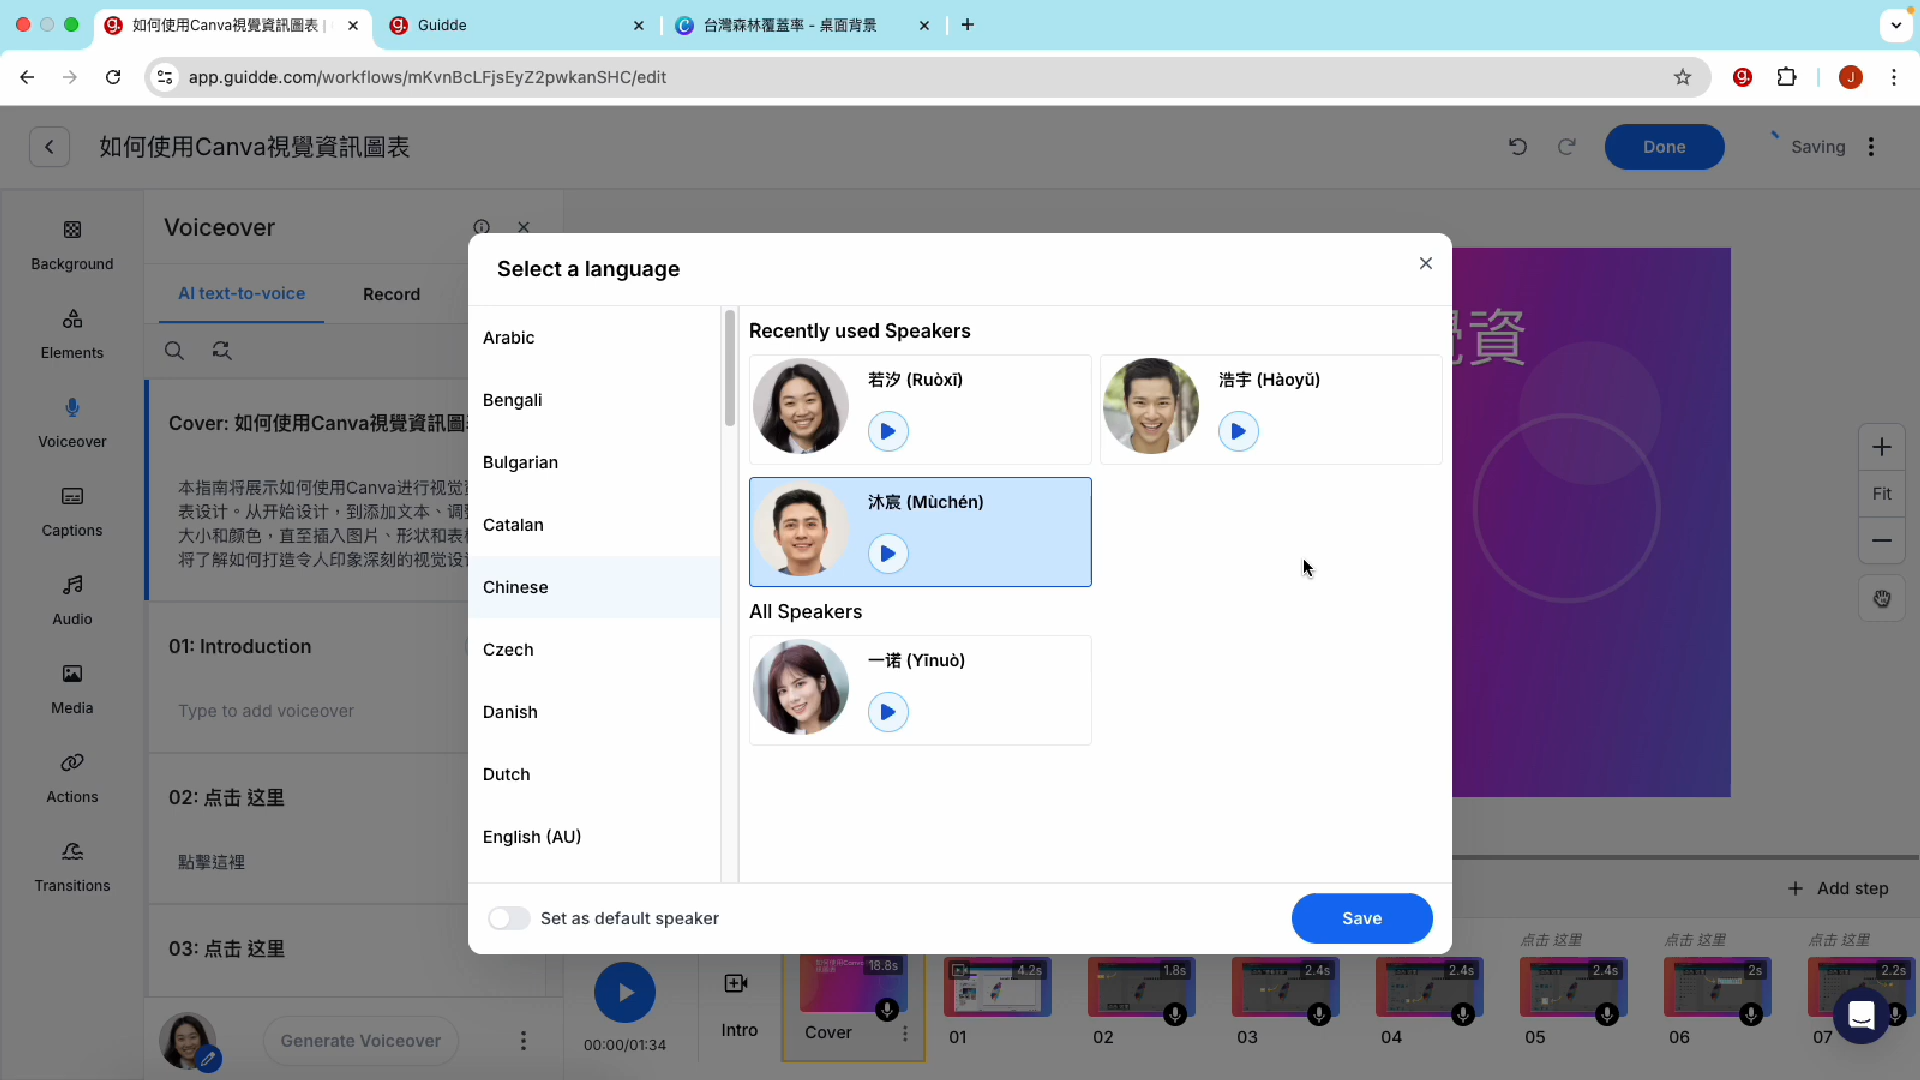 如何使用Canva視覺資訊圖表 |
Guidde
台灣森林覆蓋率 - 桌面背景
app.guidde.com/workflows/mKvnBcLFjsEyZ2pwkanSHC/edit
J
如何使用Canva視覺資訊圖表
Done
Saving
Background
Elements
Voiceover
Captions
Audio
Media
Actions
Transitions
Voiceover
AI text-to-voice
Record
Cover: 如何使用Canva視覺資訊圖
本指南将展示如何使用Canva进行视觉
表设计。从开始设计，到添加文本、调
大小和颜色，直至插入图片、形状和表
将了解如何打造令人印象深刻的视觉设
01: Introduction
Type to add voiceover
02: 点击 这里
點擊這裡
03: 点击 这里
Generate Voiceover
Select a language
Arabic
Bengali
Bulgarian
Catalan
Chinese
Czech
Danish
Dutch
English (AU)
Recently used Speakers
若汐 (Ruòxī)
浩宇 (Hàoyǔ)
沐宸 (Mùchén)
All Speakers
一诺 (Yīnuò)
Set as default speaker
Save
資
Fit
Add step
00:00/01:34
Intro
18.8s
Cover
4.2s
01
1.8s
02
2.4s
03
2.4s
04
点击 这里
2.4s
05
点击 这里
2s
06
点击 这里
2.2s
07